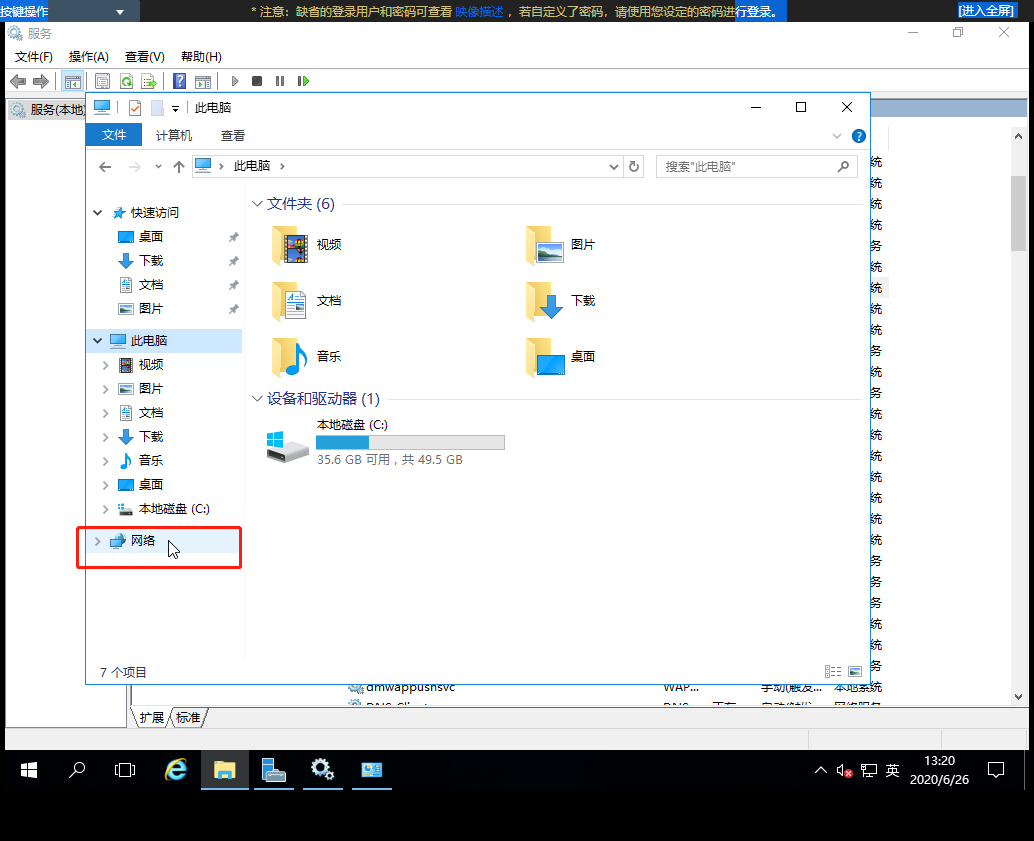 按键操作
* 注意：缺省的登录用户和密码可查看 映像描述 ，若自定义了密码，请使用您设定的密码进行登录。
[进入全屏]
服务
文件(F) 操作(A) 查看(V) 帮助(H)
服务(本地)
此电脑
文件 计算机 查看
此电脑
搜索"此电脑"
快速访问
桌面
下载
文档
图片
此电脑
视频
图片
文档
下载
音乐
桌面
本地磁盘 (C:)
网络
文件夹 (6)
视频
图片
文档
下载
音乐
桌面
设备和驱动器 (1)
本地磁盘 (C:)
35.6 GB 可用，共 49.5 GB
7 个项目
统
统
统
统
务
统
统
统
统
务
统
务
统
统
统
统
统
统
统
务
务
务
统
统
务
dmwappushsvc WAP... 手动(触发... 本地系统
扩展 标准
英
13:20
2020/6/26